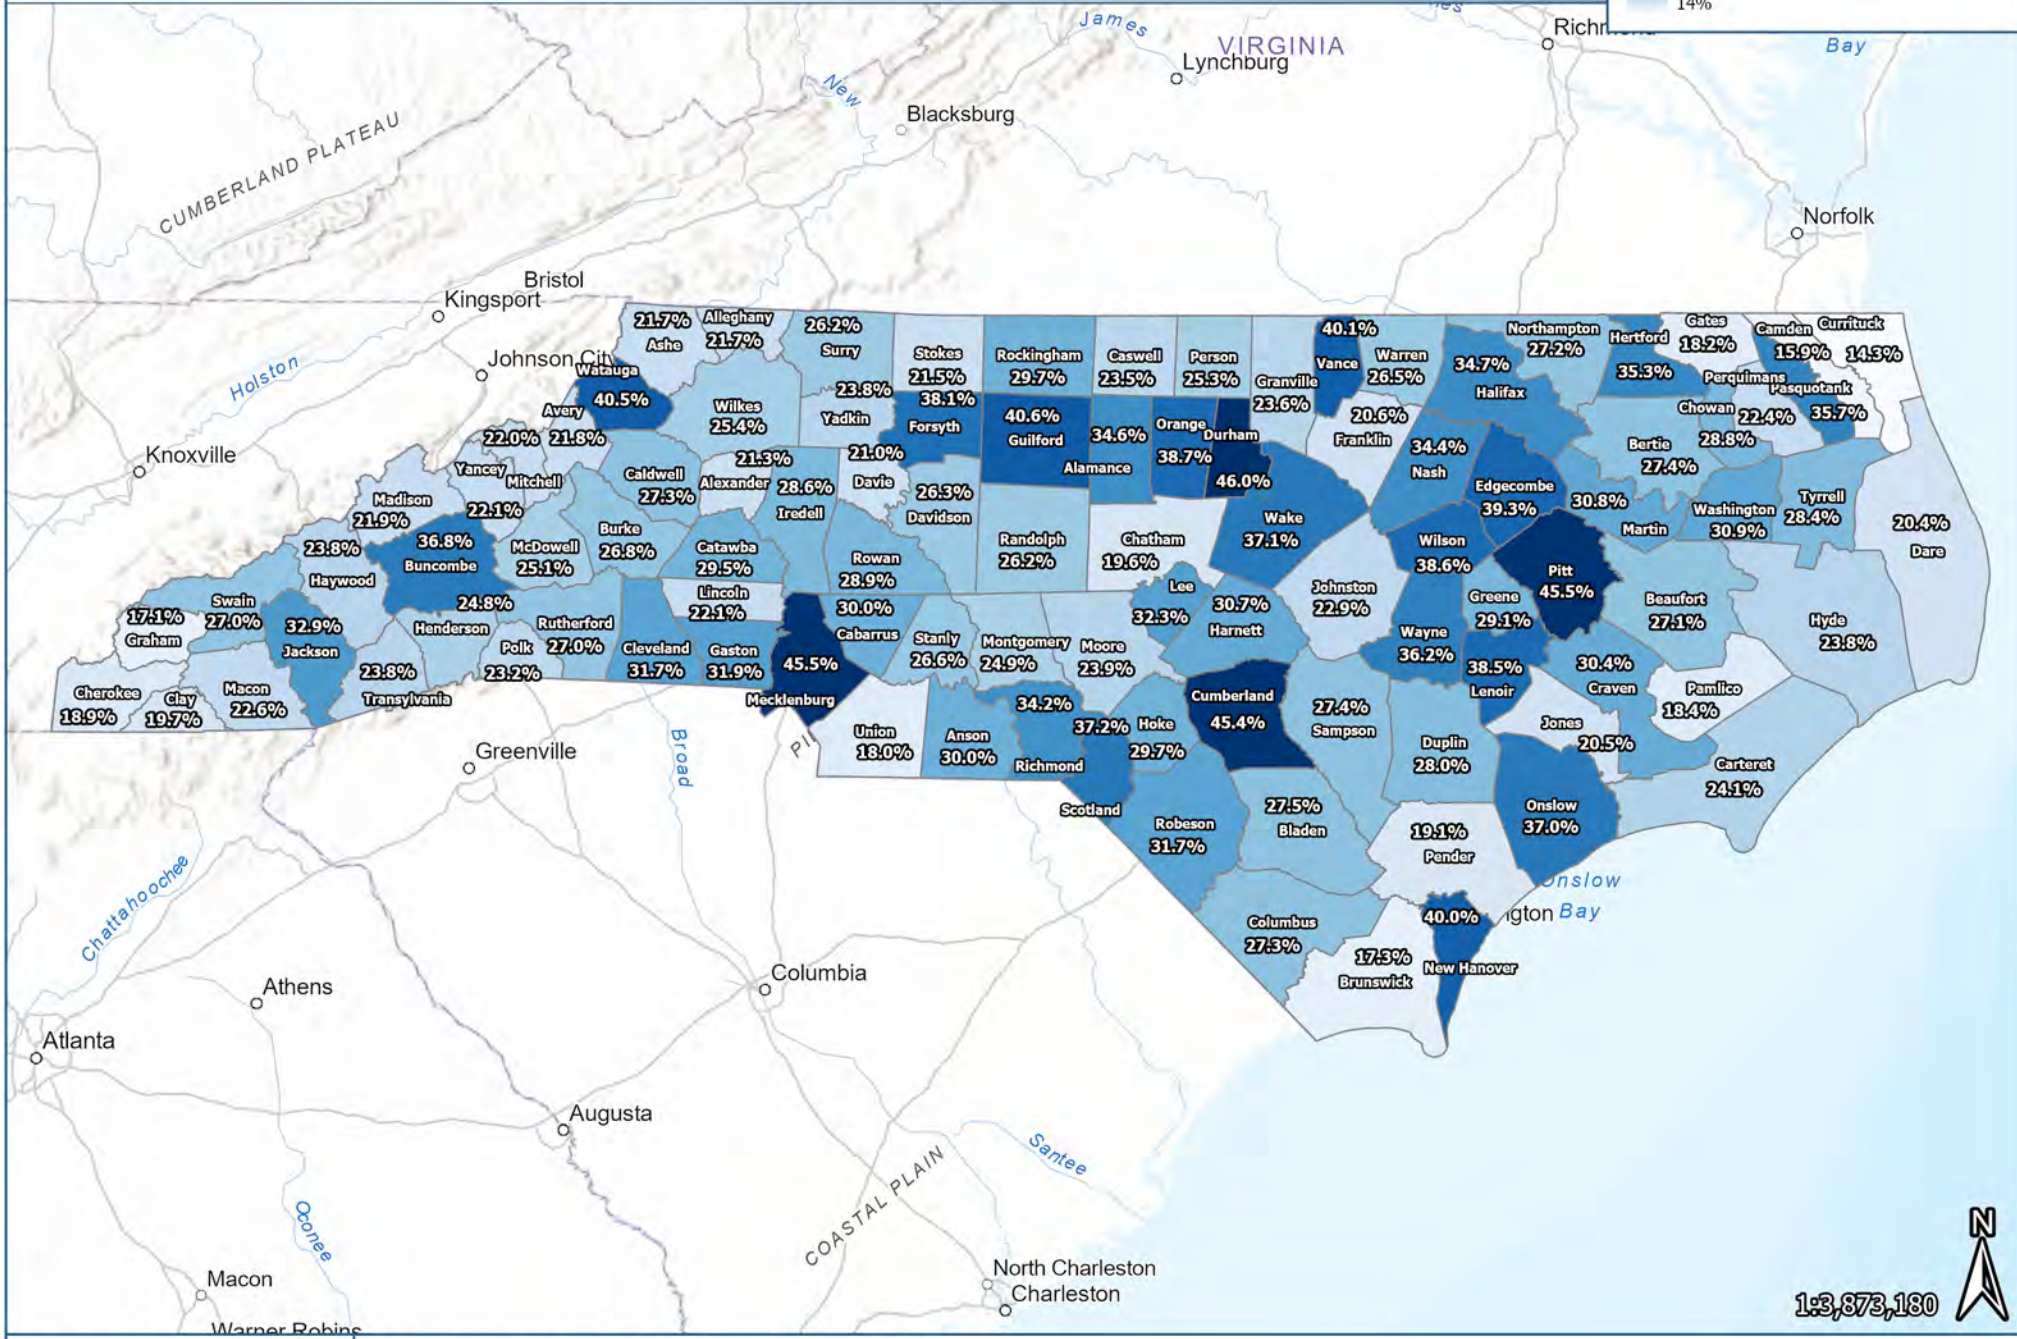 14%
James
VIRGINIA
Bay
Lynchburg
New
Blacksburg
CUMBERLAND PLATEAU
Norfolk
Bristol
Kingsport
Johnson City
Holston
Knoxville
21.7%
Ashe
Alleghany
21.7%
26.2%
Surry
Stokes
21.5%
Rockingham
29.7%
Caswell
23.5%
Person
25.3%
Granville
23.6%
40.1%
Vance
Warren
26.5%
34.7%
Halifax
Northampton
27.2%
Hertford
35.3%
Gates
18.2%
Camden
15.9%
Currituck
14.3%
Perquimans
22.4%
Pasquotank
35.7%
Chowan
28.8%
Watauga
40.5%
Avery
21.8%
Wilkes
25.4%
23.8%
Yadkin
38.1%
Forsyth
40.6%
Guilford
34.6%
Alamance
Orange
38.7%
Durham
46.0%
20.6%
Franklin
34.4%
Nash
Edgecombe
39.3%
Bertie
27.4%
30.8%
Martin
Washington
30.9%
Tyrrell
28.4%
20.4%
Dare
22.0%
Mitchell
Yancey
22.1%
Madison
21.9%
Caldwell
27.3%
21.3%
Alexander
28.6%
Iredell
21.0%
Davie
26.3%
Davidson
Randolph
26.2%
Chatham
19.6%
Wake
37.1%
Wilson
38.6%
Pitt
45.5%
Beaufort
27.1%
Hyde
23.8%
23.8%
Haywood
36.8%
Buncombe
McDowell
25.1%
Burke
26.8%
Catawba
29.5%
Lincoln
22.1%
Rowan
28.9%
30.0%
Cabarrus
Lee
32.3%
30.7%
Harnett
Johnston
22.9%
Wayne
36.2%
Greene
29.1%
38.5%
Lenoir
30.4%
Craven
Pamlico
18.4%
17.1%
Graham
Swain
27.0%
32.9%
Jackson
24.8%
Henderson
Polk
23.2%
Rutherford
27.0%
Cleveland
31.7%
Gaston
31.9%
45.5%
Mecklenburg
Stanly
26.6%
Montgomery
24.9%
Moore
23.9%
Cumberland
45.4%
27.4%
Sampson
Duplin
28.0%
Jones
20.5%
Carteret
24.1%
Cherokee
18.9%
Clay
19.7%
Macon
22.6%
23.8%
Transylvania
Union
18.0%
Anson
30.0%
34.2%
Richmond
37.2%
Scotland
Hoke
29.7%
Robeson
31.7%
27.5%
Bladen
19.1%
Pender
Onslow
37.0%
Columbus
27.3%
17.3%
Brunswick
40.0%
New Hanover
Onslow
Bay
Greenville
Broad
Chattahoochee
Athens
Atlanta
Columbia
Augusta
Santee
COASTAL PLAIN
Oconee
North Charleston
Charleston
Macon
Warner Robins
N
1:3,873,180